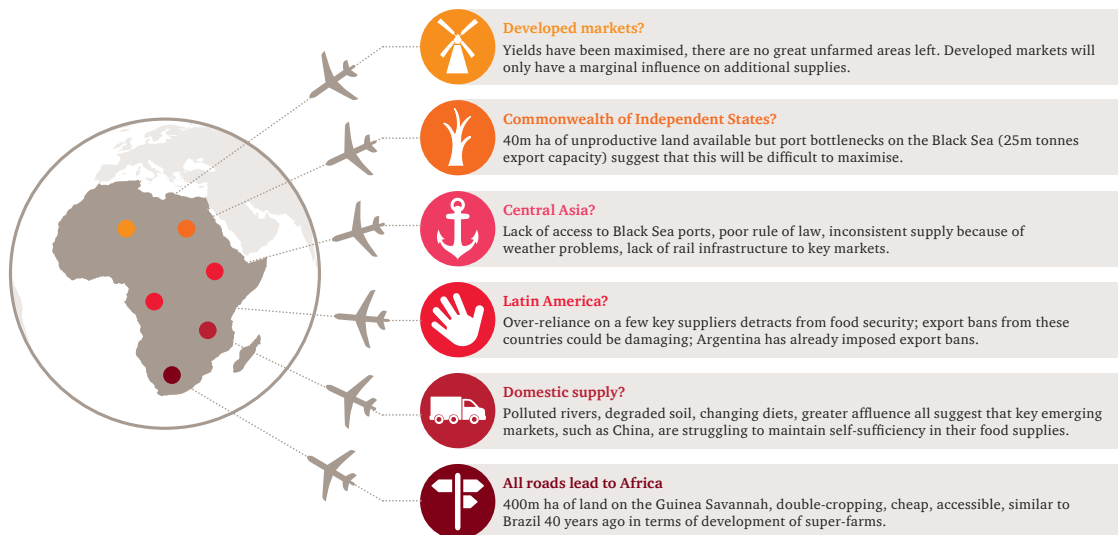 Developed markets?
Yields have been maximised, there are no great unfarmed areas left. Developed markets will
only have a marginal influence on additional supplies.
Commonwealth of Independent States?
40m ha of unproductive land available but port bottlenecks on the Black Sea (25m tonnes
export capacity) suggest that this will be difficult to maximise.
Central Asia?
Lack of access to Black Sea ports, poor rule of law, inconsistent supply because of
weather problems, lack of rail infrastructure to key markets.
Latin America?
Over-reliance on a few key suppliers detracts from food security; export bans from these
countries could be damaging; Argentina has already imposed export bans.
Domestic supply?
Polluted rivers, degraded soil, changing diets, greater affluence all suggest that key emerging
markets, such as China, are struggling to maintain self-sufficiency in their food supplies.
All roads lead to Africa
400m ha of land on the Guinea Savannah, double-cropping, cheap, accessible, similar to
Brazil 40 years ago in terms of development of super-farms.